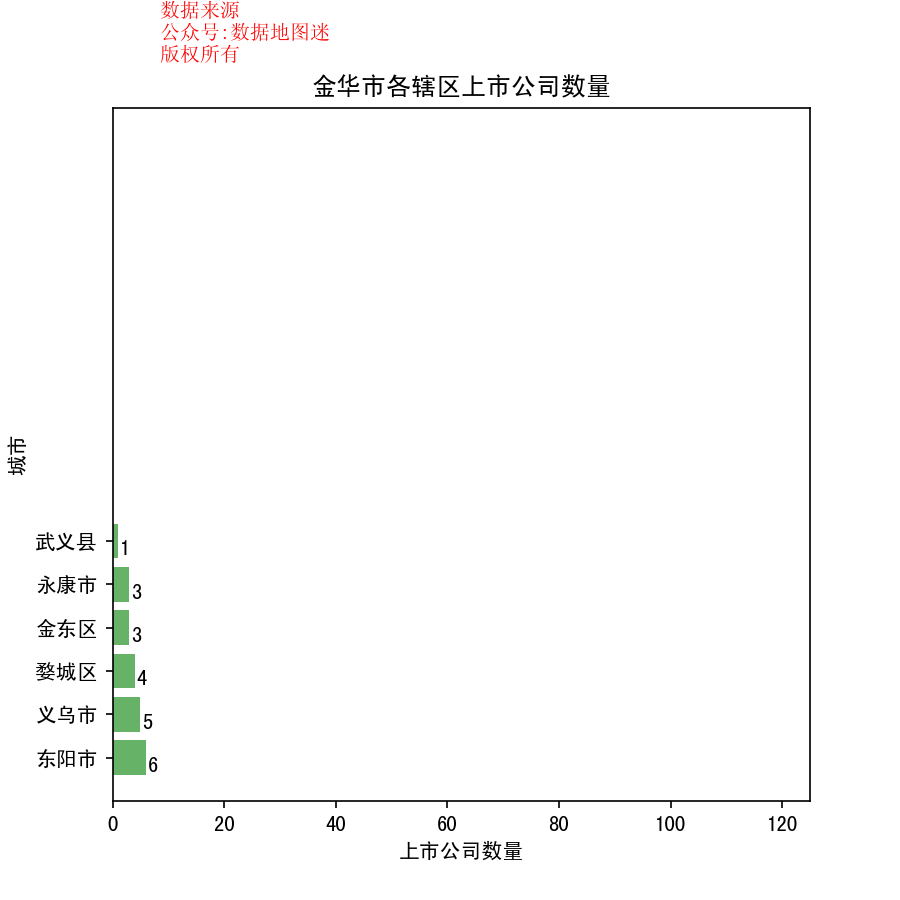 数据来源
公众号:数据地图迷
版权所有
金华市各辖区上市公司数量
城市
武义县 1
永康市 3
金东区 3
婺城区 4
义乌市 5
东阳市 6
0 20 40 60 80 100 120
上市公司数量